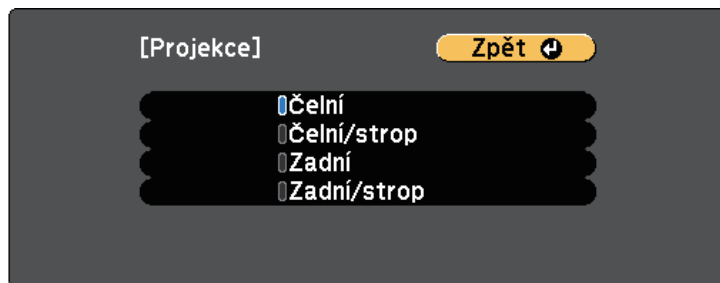 [Projekce] Zpět
Čelní
Čelní/strop
Zadní
Zadní/strop